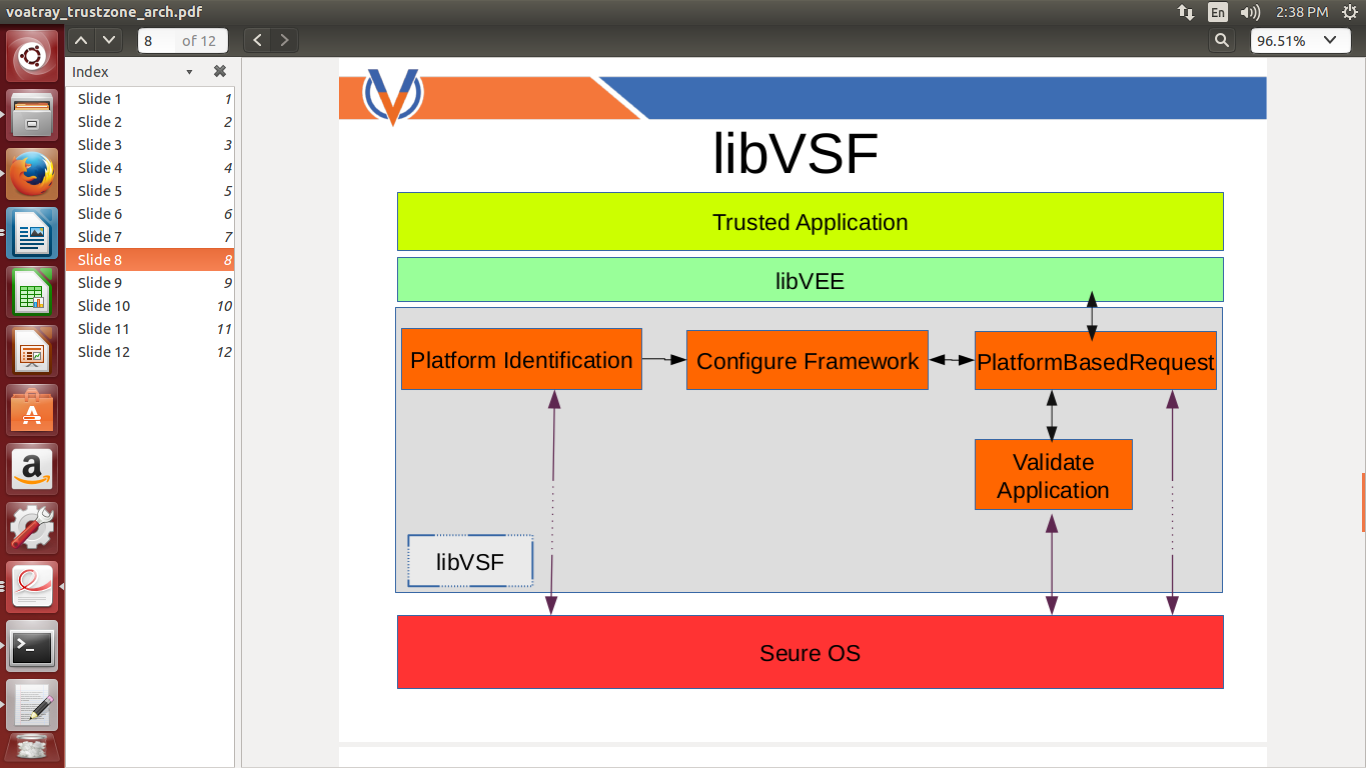 voatray_trustzone_arch.pdf
En
2:38 PM
8 of 12
96.51%
Index
Slide 1 1
Slide 2 2
Slide 3 3
Slide 4 4
Slide 5 5
Slide 6 6
Slide 7 7
Slide 8 8
Slide 9 9
Slide 10 10
Slide 11 11
Slide 12 12
libVSF
Trusted Application
libVEE
Platform Identification
Configure Framework
PlatformBasedRequest
Validate
Application
libVSF
Seure OS